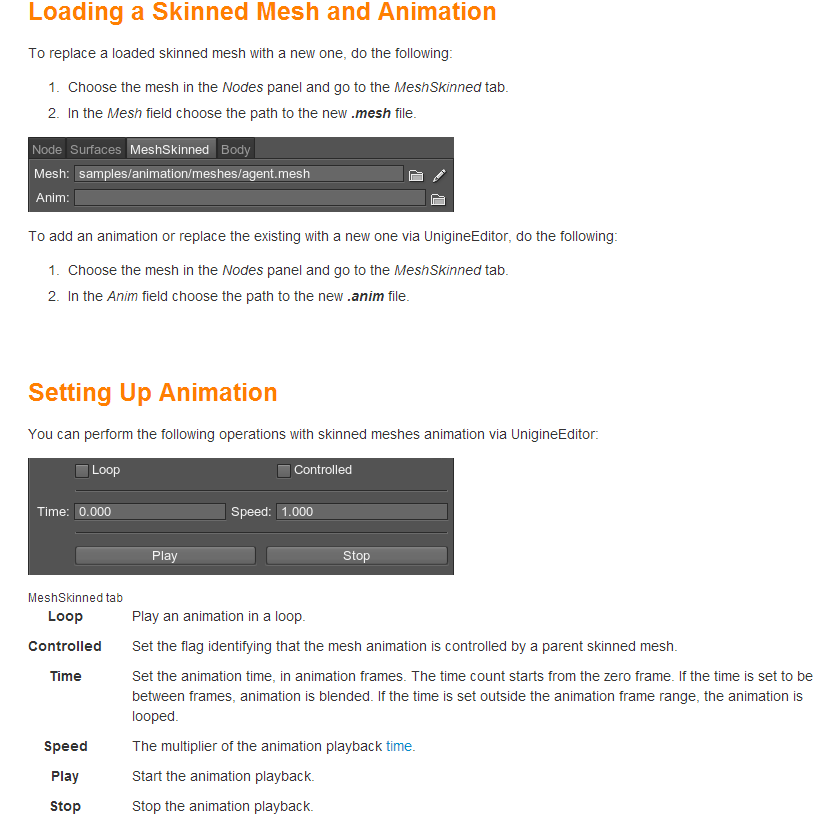 Loading a Skinned Mesh and Animation
To replace a loaded skinned mesh with a new one, do the following:
1. Choose the mesh in the Nodes panel and go to the MeshSkinned tab.
2. In the Mesh field choose the path to the new .mesh file.
Node Surfaces MeshSkinned Body
Mesh: samples/animation/meshes/agent.mesh
Anim:
To add an animation or replace the existing with a new one via UnigineEditor, do the following:
1. Choose the mesh in the Nodes panel and go to the MeshSkinned tab.
2. In the Anim field choose the path to the new .anim file.
Setting Up Animation
You can perform the following operations with skinned meshes animation via UnigineEditor:
Loop Controlled
Time: 0.000 Speed: 1.000
Play Stop
MeshSkinned tab
Loop Play an animation in a loop.
Controlled Set the flag identifying that the mesh animation is controlled by a parent skinned mesh.
Time Set the animation time, in animation frames. The time count starts from the zero frame. If the time is set to be
between frames, animation is blended. If the time is set outside the animation frame range, the animation is
looped.
Speed The multiplier of the animation playback time.
Play Start the animation playback.
Stop Stop the animation playback.